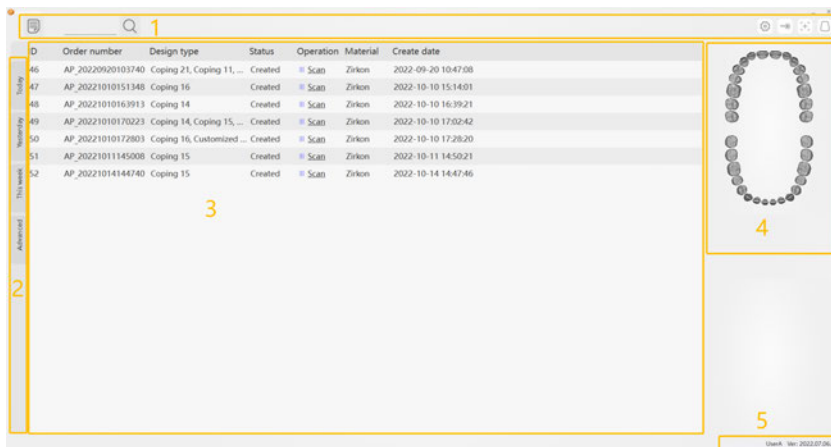 1
ID Order number Design type Status Operation Material Create date
46 AP_20220920103740 Coping 21, Coping 11, ... Created Scan Zirkon 2022-09-20 10:47:08
47 AP_20221010151348 Coping 16 Created Scan Zirkon 2022-10-10 15:14:01
48 AP_20221010163913 Coping 14 Created Scan Zirkon 2022-10-10 16:39:21
49 AP_20221010170223 Coping 14, Coping 15, ... Created Scan Zirkon 2022-10-10 17:02:42
50 AP_20221010172803 Coping 16, Customized ... Created Scan Zirkon 2022-10-10 17:28:20
51 AP_20221011145008 Coping 15 Created Scan Zirkon 2022-10-11 14:50:21
52 AP_20221014144740 Coping 15 Created Scan Zirkon 2022-10-14 14:47:46
Today
Yesterday
This week
Advanced
2
3
4
5
UserA Ver: 2022.07.06.